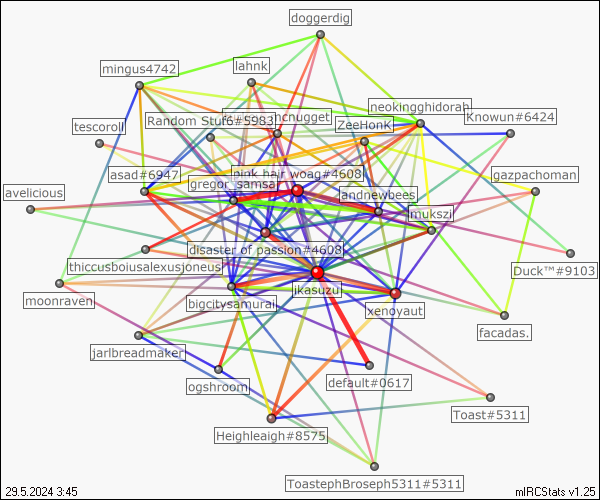 doggerdig
mingus4742
lahnk
neokingghidorah
Random Stuf6#5983
ncnugget
ZeeHonK
Knowun#6424
tescoroll
asad#6947
pink hair woag#4608
gregor_samsa
andnewbees
gazpachoman
avelicious
mukszi
disaster of passion#4608
thiccusboiusalexusjoneus
Duck™#9103
jKasuzu
moonraven
bigcitysamurai
xenoyaut
facadas.
jarlbreadmaker
default#0617
ogshroom
Toast#5311
Heighleigh#8575
ToastephBroseph5311#5311
29.5.2024 3:45
mIRCStats v1.25